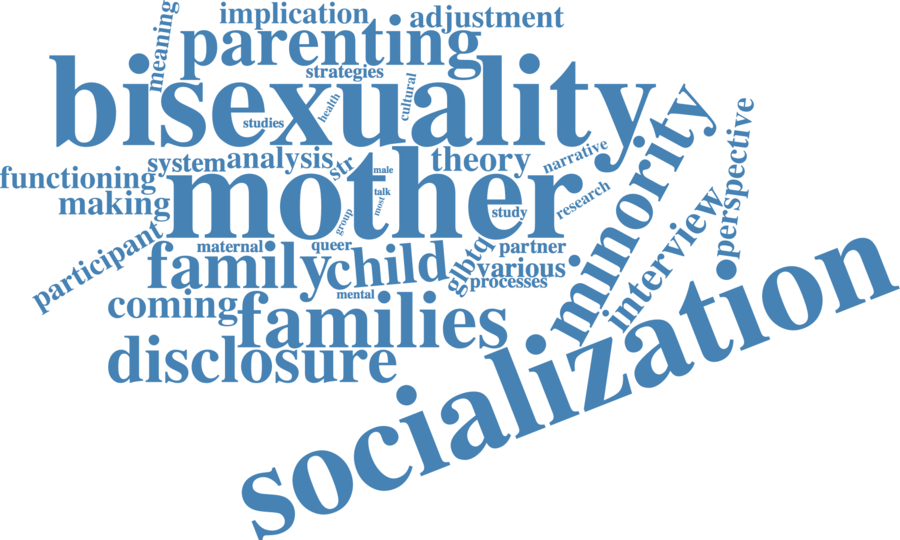 meaning
implication
adjustment
parenting
strategies
bisexuality
studies
health
cultural
functioning
system
analysis
str
male
theory
narrative
minority
perspective
making
mother
talk
most
group
study
research
interview
participant
maternal
queer
partner
family
child
glbtq
various
processes
mental
coming
families
disclosure
socialization